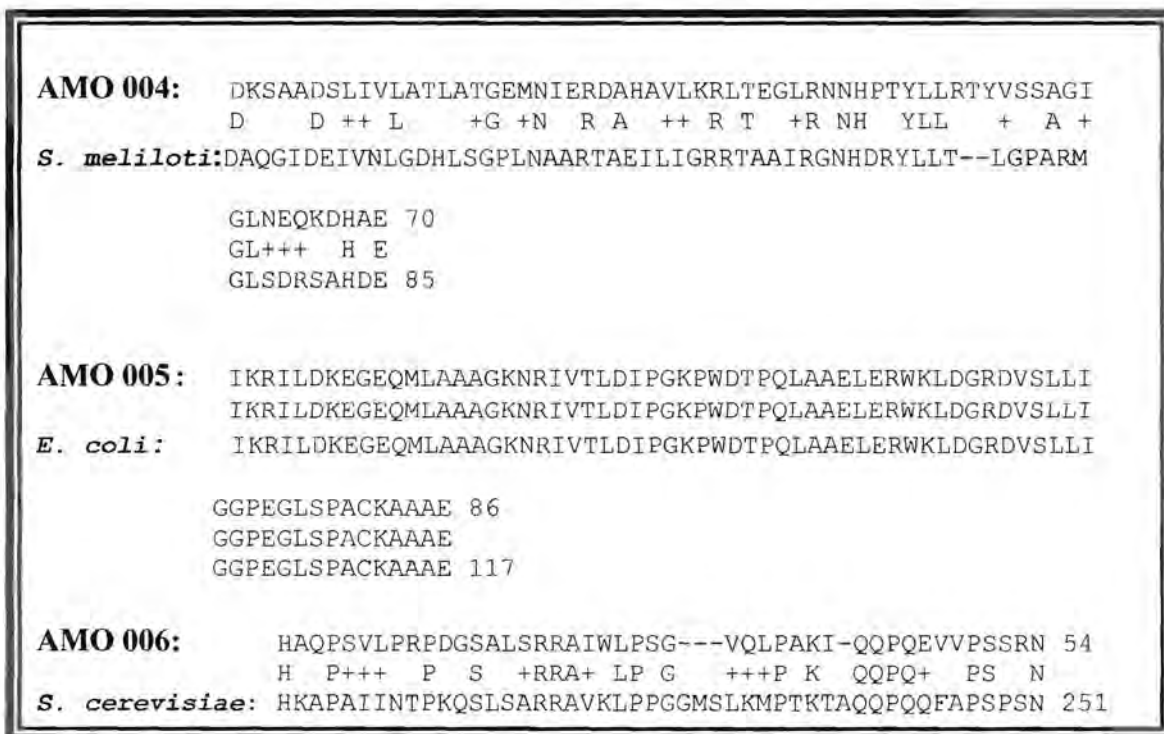 AMO 004: DKSAADSLIVLATLATGEMNIERDAHAVLKRLTEGLRNNHPTYLLRTYVSSAGI
D D ++ L +G +N R A ++ R T +R NH YLL + A +
S. meliloti:DAQGIDEIVNLGDHLSGPLNAARTAEILIGRRTAAIRGNHDRYLLT--LGPARM
GLNEQKDHAE 70
GL+++ H E
GLSDRSAHDE 85
AMO 005: IKRILDKEGEQMLAAAGKNRIVTLDIPGKPWDTPQLAAELERWKLDGRDVSLLI
IKRILDKEGEQMLAAAGKNRIVTLDIPGKPWDTPQLAAELERWKLDGRDVSLLI
E. coli: IKRILDKEGEQMLAAAGKNRIVTLDIPGKPWDTPQLAAELERWKLDGRDVSLLI
GGPEGLSPACKAAAE 86
GGPEGLSPACKAAAE
GGPEGLSPACKAAAE 117
AMO 006: HAQPSVLPRPDGSALSRRAIWLPSG---VQLPAKI-QQPQEVVPSSRN 54
H P+++ P S +RRA+ LP G +++P K QQPQ+ PS N
S. cerevisiae: HKAPAIINTPKQSLSARRAVKLPPGGMSLKMPTKTAQQPQQFAPSPSN 251